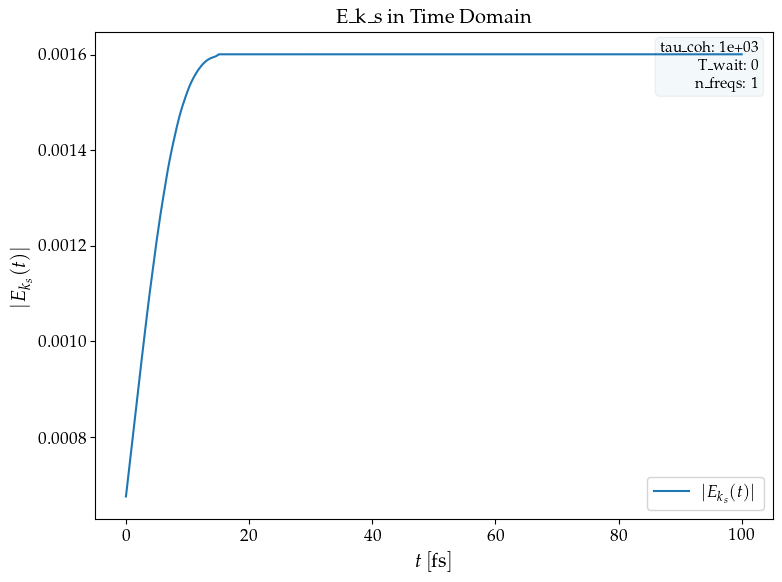 E_k_s in Time Domain
tau_coh: 1e+03
T_wait: 0
n_freqs: 1
0.0016
0.0014
0.0012
0.0010
0.0008
|E_{k_s}(t)|
|E_{k_s}(t)|
0 20 40 60 80 100
t [fs]